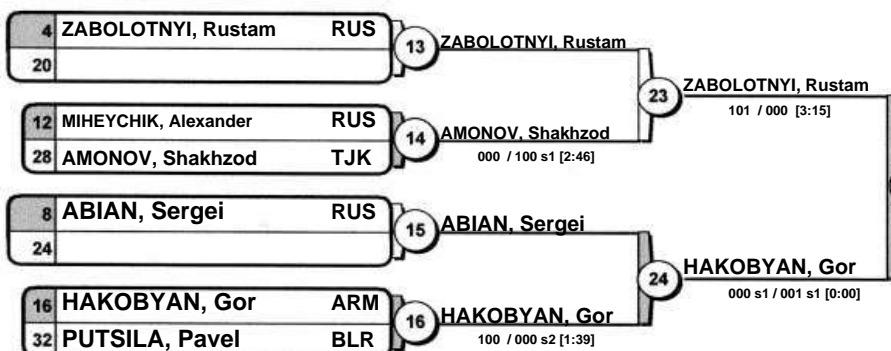 4 ZABOLOTNYI, Rustam RUS
20
13 ZABOLOTNYI, Rustam
12 MIHEYCHIK, Alexander RUS
28 AMONOV, Shakhzod TJK
14 AMONOV, Shakhzod
000 / 100 s1 [2:46]
23 ZABOLOTNYI, Rustam
101 / 000 [3:15]
8 ABIAN, Sergei RUS
24
15 ABIAN, Sergei
16 HAKOBYAN, Gor ARM
32 PUTSILA, Pavel BLR
16 HAKOBYAN, Gor
100 / 000 s2 [1:39]
24 HAKOBYAN, Gor
000 s1 / 001 s1 [0:00]